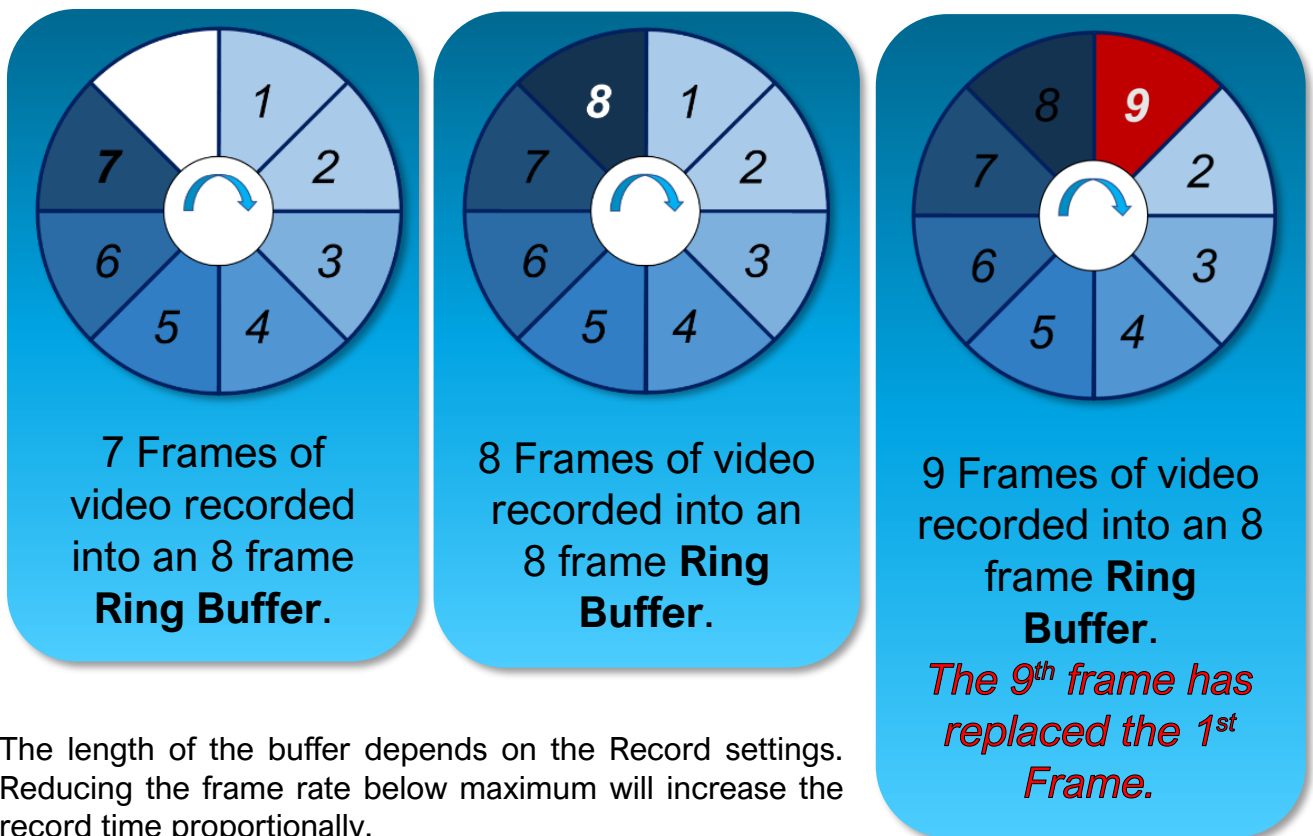 1
2
3
4
5
6
7
7 Frames of
video recorded
into an 8 frame
Ring Buffer.
8
1
2
3
4
5
6
7
8 Frames of video
recorded into an
8 frame Ring
Buffer.
8
9
2
3
4
5
6
7
9 Frames of video
recorded into an 8
frame Ring
Buffer.
The 9th frame has
replaced the 1st
Frame.
The length of the buffer depends on the Record settings.
Reducing the frame rate below maximum will increase the
record time proportionally.